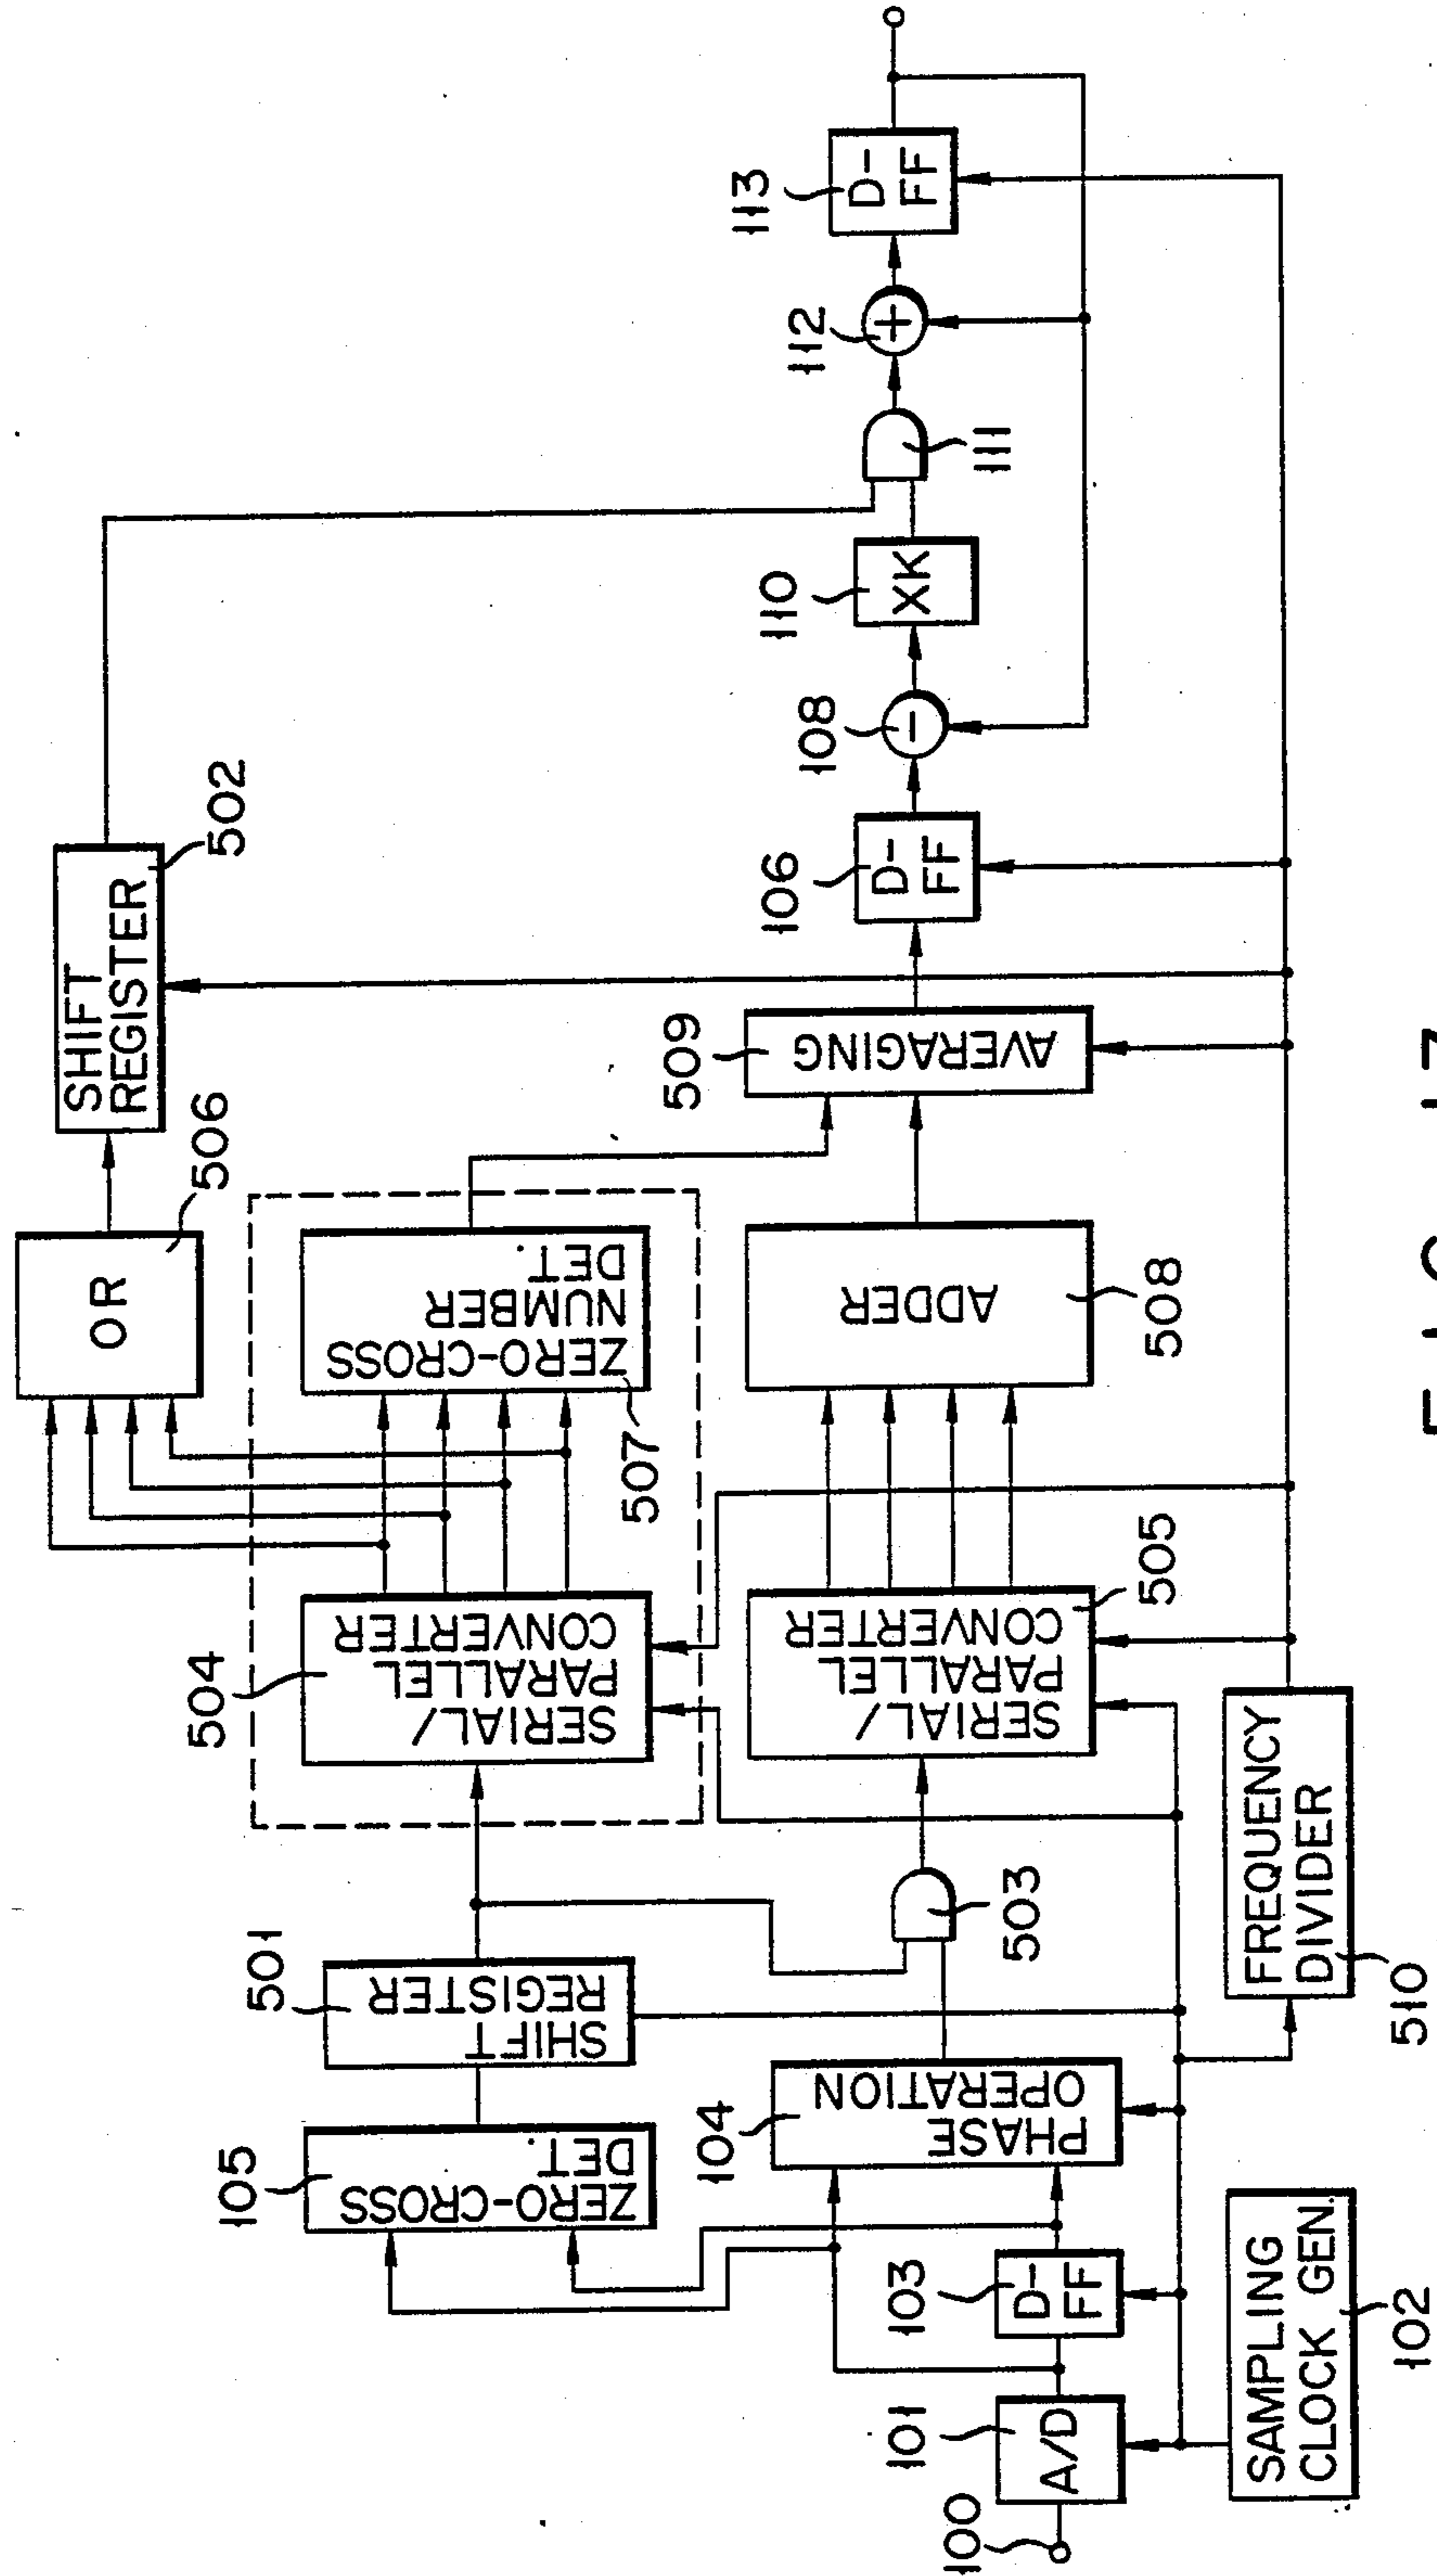 OR
SHIFT
REGISTER
506
502
105
ZERO-CROSS
DET.
501
SHIFT
REGISTER
504
SERIAL/
PARALLEL
CONVERTER
ZERO-CROSS
NUMBER
DET.
507
104
PHASE
OPERATION
503
SERIAL/
PARALLEL
CONVERTER
505
ADDER
508
509
AVERAGING
106
D-
FF
108
-
110
XK
111
112
+
113
D-
FF
100
101
A/D
103
D-
FF
SAMPLING
CLOCK GEN.
102
FREQUENCY
DIVIDER
510